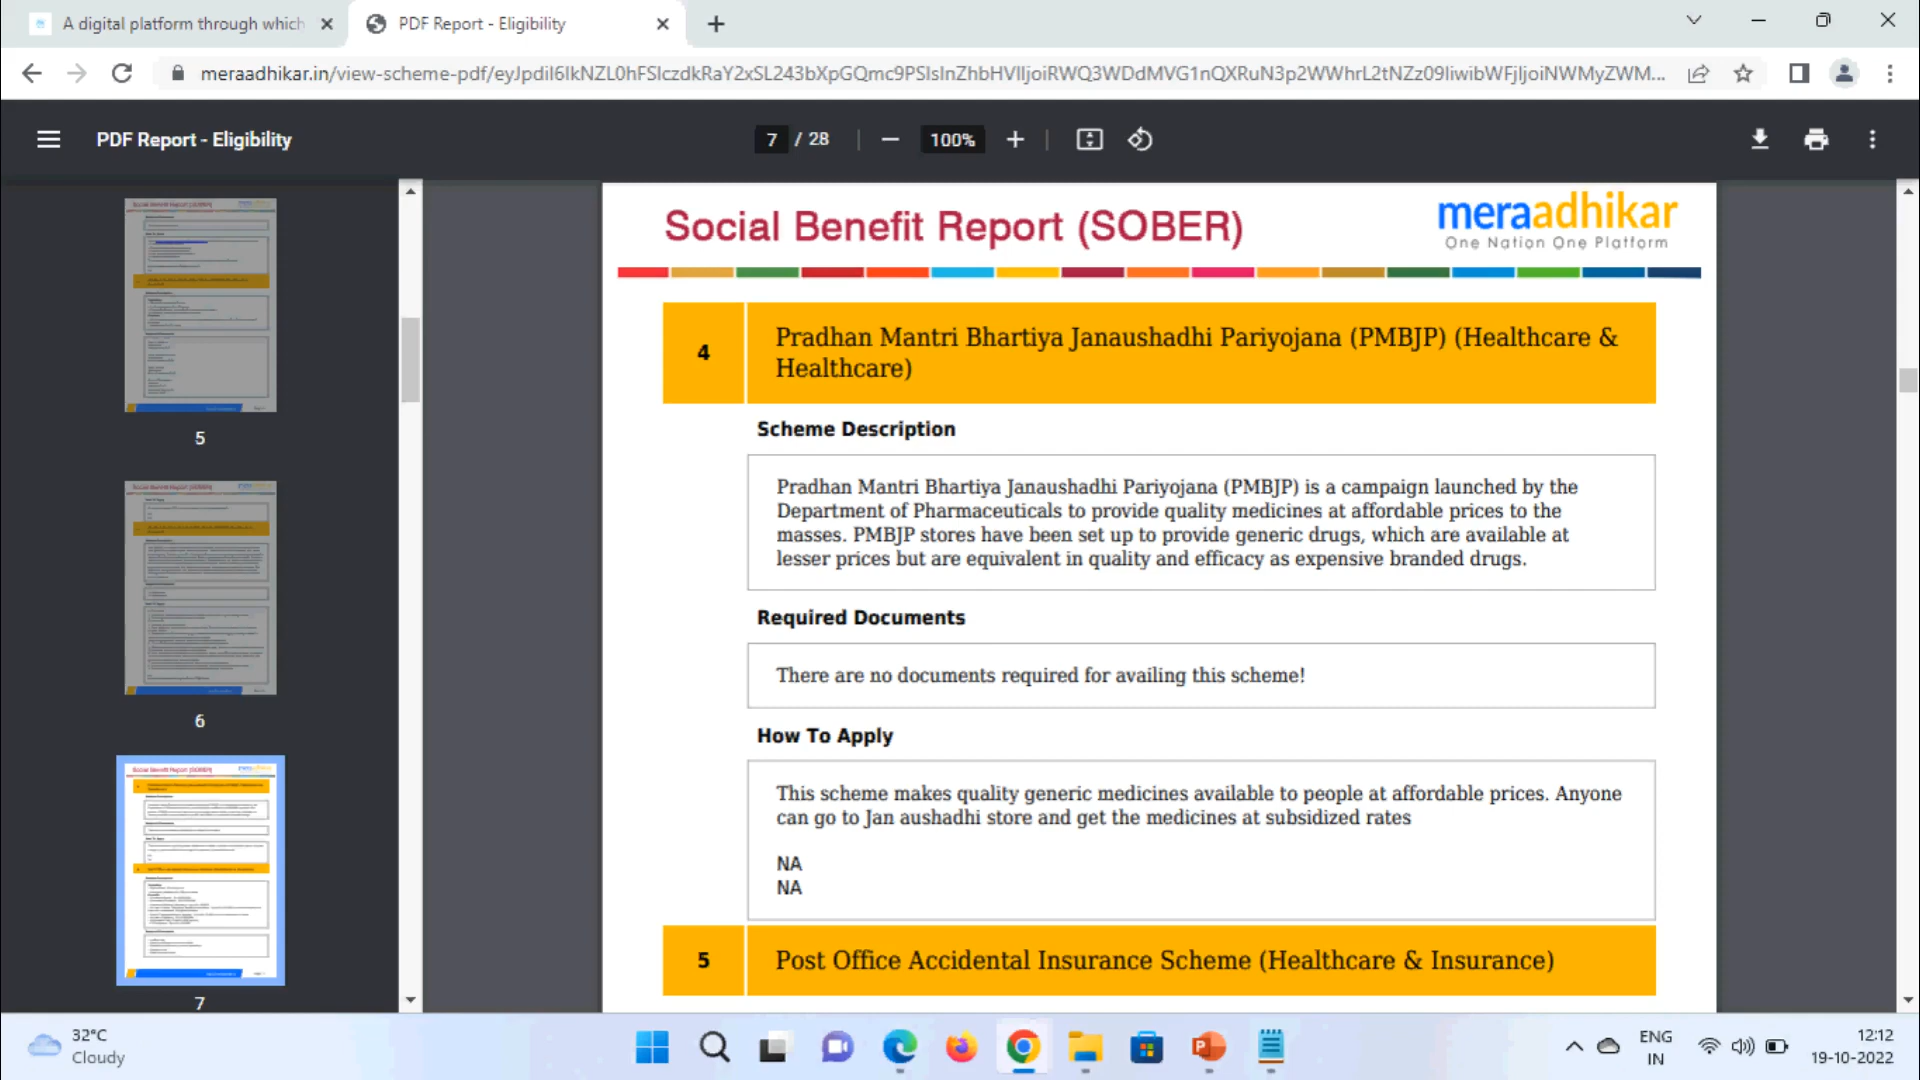 A digital platform through which
PDF Report - Eligibility
meraadhikar.in/view-scheme-pdf/eyJpdiI6IkNZL0hFSlczdkRaY2xSL243bXpGQmc9PSIsInZhbHVlIjoiRWQ3WDdMVG1nQXRuN3p2WWhrL2tNZz09IiwibWFjIjoiNWMyZWM...
PDF Report - Eligibility
7 / 28
100%
5
6
7
Social Benefit Report (SOBER)
meraadhikar
One Nation One Platform
4
Pradhan Mantri Bhartiya Janaushadhi Pariyojana (PMBJP) (Healthcare &
Healthcare)
Scheme Description
Pradhan Mantri Bhartiya Janaushadhi Pariyojana (PMBJP) is a campaign launched by the
Department of Pharmaceuticals to provide quality medicines at affordable prices to the
masses. PMBJP stores have been set up to provide generic drugs, which are available at
lesser prices but are equivalent in quality and efficacy as expensive branded drugs.
Required Documents
There are no documents required for availing this scheme!
How To Apply
This scheme makes quality generic medicines available to people at affordable prices. Anyone
can go to Jan aushadhi store and get the medicines at subsidized rates
NA
NA
5
Post Office Accidental Insurance Scheme (Healthcare & Insurance)
32°C
Cloudy
ENG
IN
12:12
19-10-2022